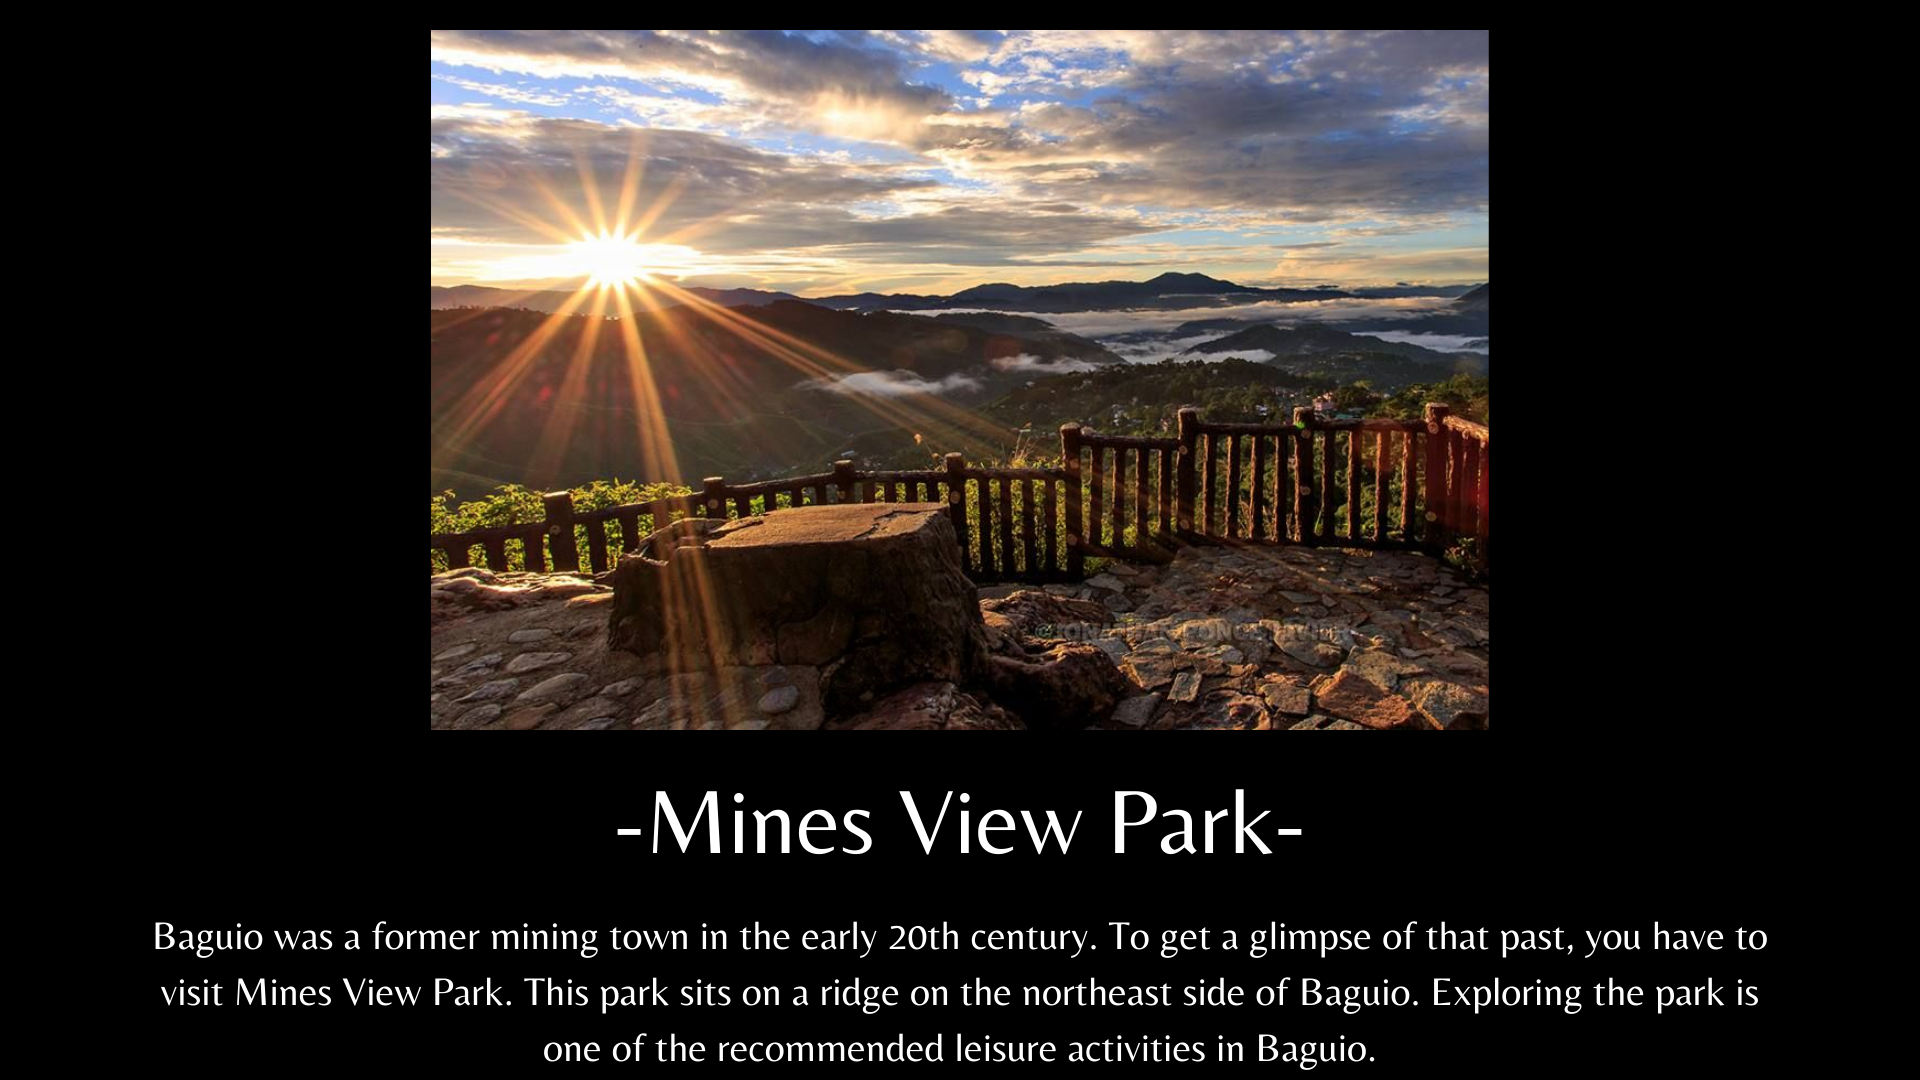 -Mines View Park-
Baguio was a former mining town in the early 20th century. To get a glimpse of that past, you have to
visit Mines View Park. This park sits on a ridge on the northeast side of Baguio. Exploring the park is
one of the recommended leisure activities in Baguio.